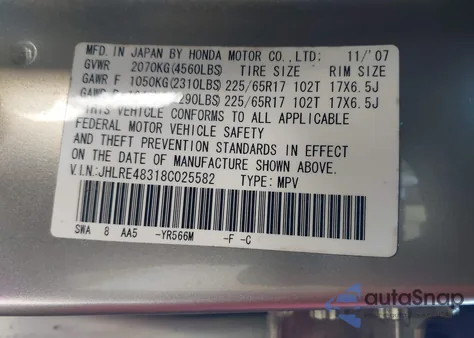 MFD. IN JAPAN BY HONDA MOTOR CO., LTD: 11/'07
GVWR 2070KG(4560LBS) TIRE SIZE RIM SIZE
GAWR F 1050KG(2310LBS) 225/65R17 102T 17X6.5J
GAWR 290LBS) 225/65R17 102T 17X6.5J
THIS VEHICLE CONFORMS TO ALL APPLICABLE
FEDERAL MOTOR VEHICLE SAFETY
AND THEFT PREVENTION STANDARDS IN EFFECT
ON THE DATE OF MANUFACTURE SHOWN ABOVE.
V.I.N.:JHLRE48318C025582 TYPE: MPV
SWA 8 AA5 -YR566M -F -C
autoSnap